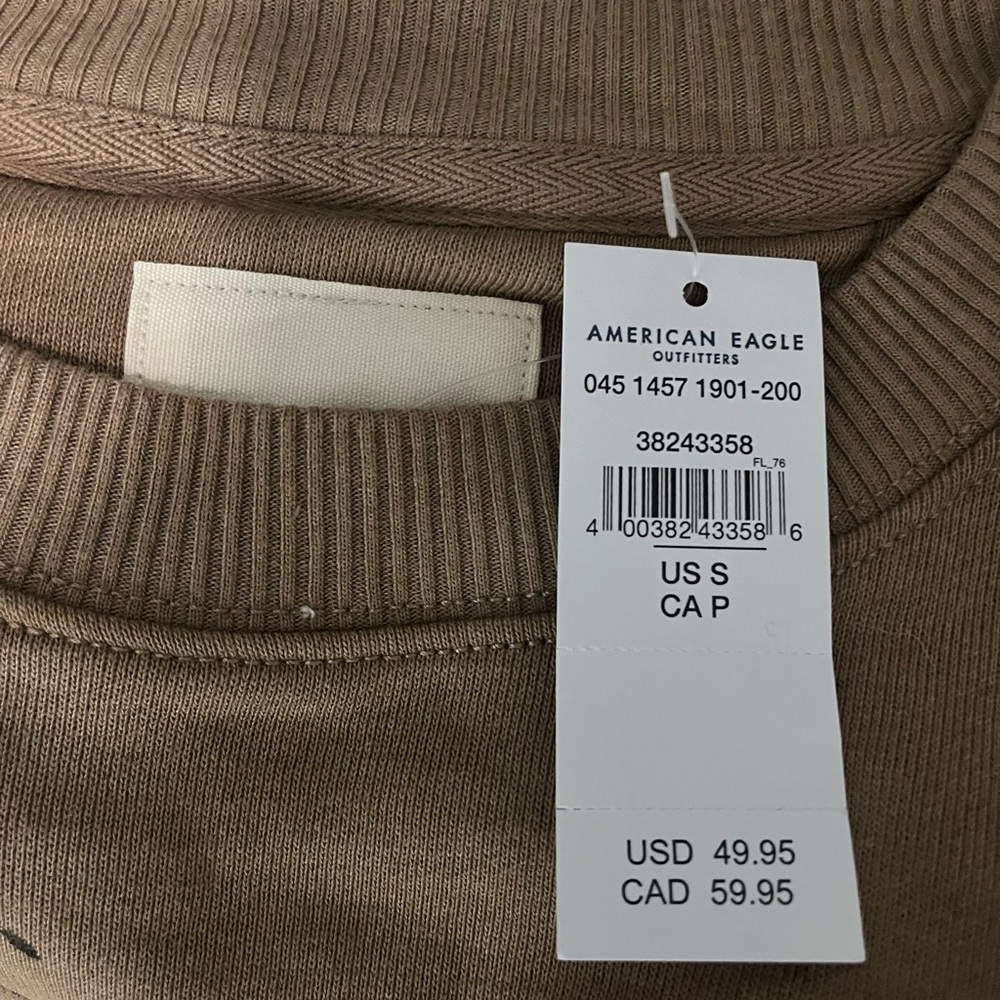 AMERICAN EAGLE
OUTFITTERS
045 1457 1901-200
38243358
FL_76
4 00382 43358 6
US S
CA P
USD 49.95
CAD 59.95